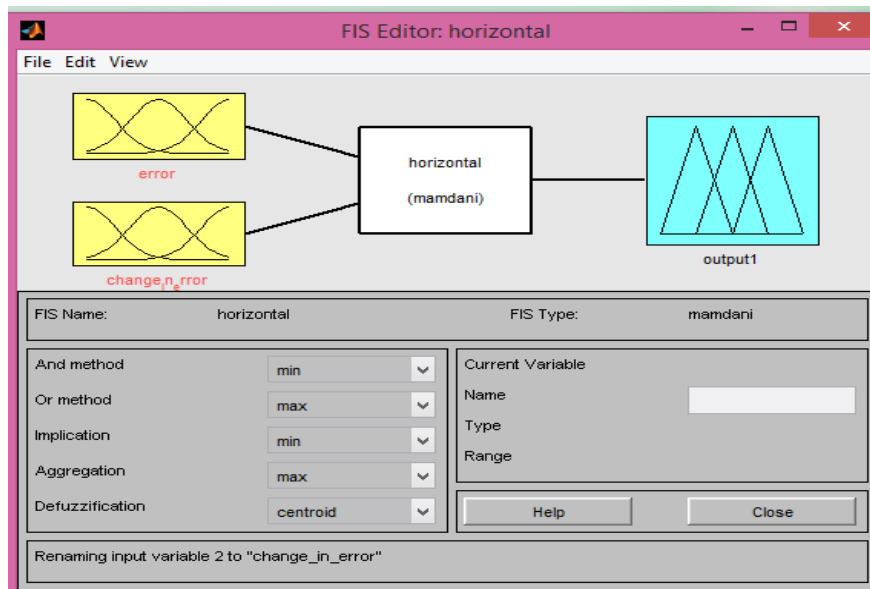 FIS Editor: horizontal
File Edit View
error
horizontal
(mamdani)
change_in_error
output1
FIS Name: horizontal FIS Type: mamdani
And method min
Or method max
Implication min
Aggregation max
Defuzzification centroid
Current Variable
Name
Type
Range
Help Close
Renaming input variable 2 to "change_in_error"